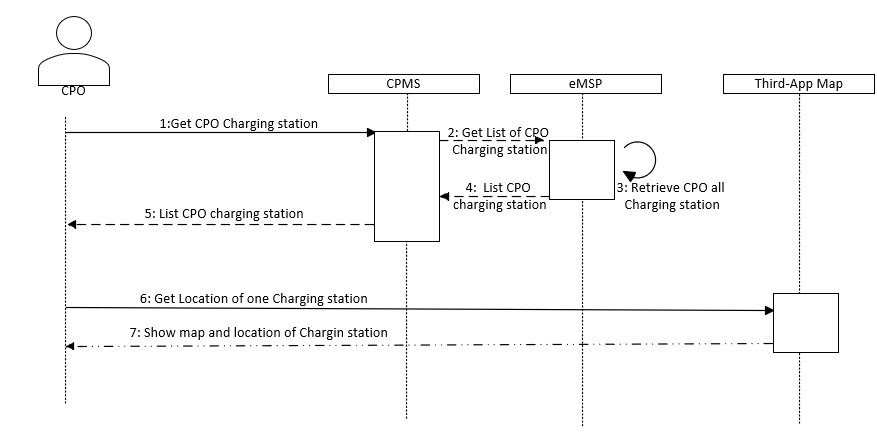 CPO
CPMS
eMSP
Third-App Map
1:Get CPO Charging station
2: Get List of CPO
Charging station
3: Retrieve CPO all
Charging station
4:  List CPO
charging station
5: List CPO charging station
6: Get Location of one Charging station
7: Show map and location of Chargin station